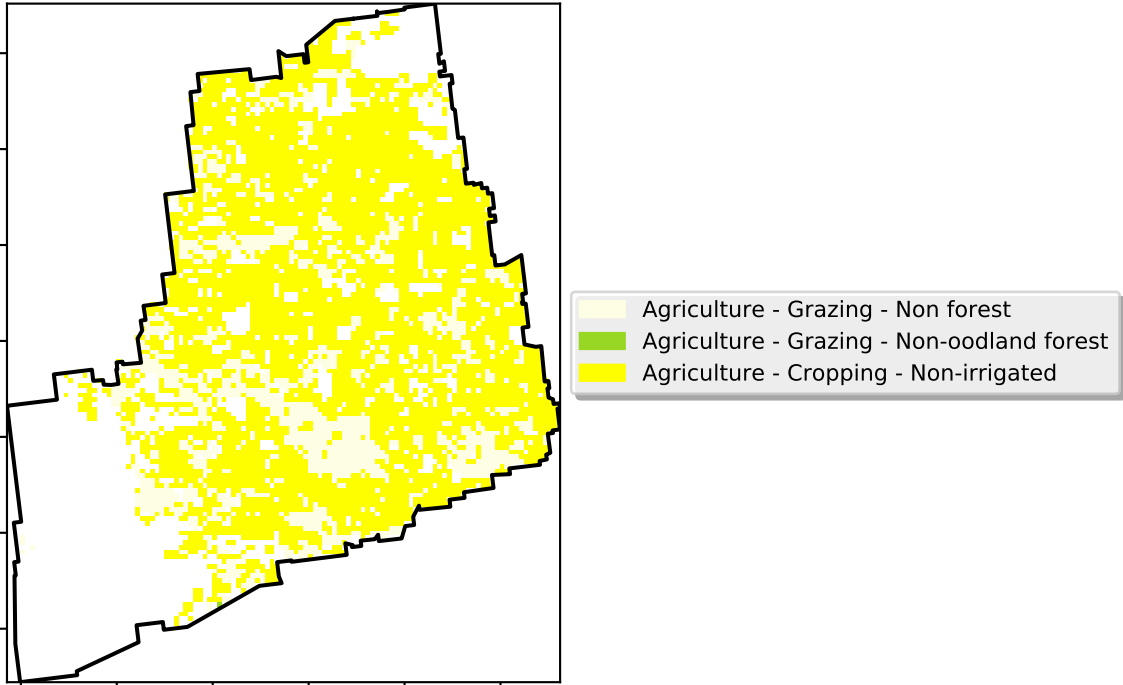 Agriculture - Grazing - Non forest
Agriculture - Grazing - Non-oodland forest
Agriculture - Cropping - Non-irrigated